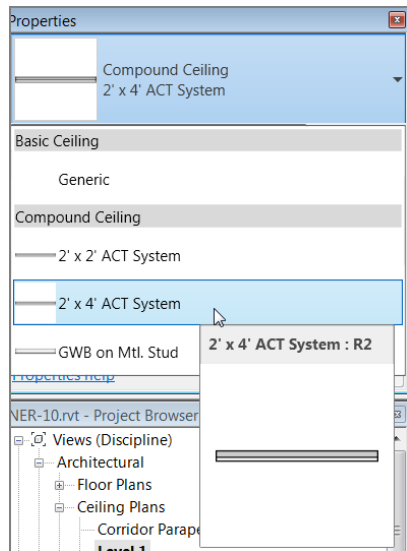 Properties
Compound Ceiling
2' x 4' ACT System
Basic Ceiling
Generic
Compound Ceiling
2' x 2' ACT System
2' x 4' ACT System
GWB on Mtl. Stud
2' x 4' ACT System : R2
Properties help
NER-10.rvt - Project Browser
Views (Discipline)
Architectural
Floor Plans
Ceiling Plans
Corridor Parape
Level 1